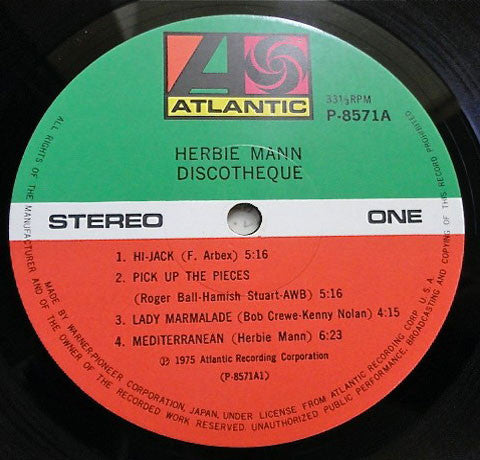 ATLANTIC
33⅓RPM
P-8571A
HERBIE MANN
DISCOTHEQUE
STEREO
ONE
1. HI-JACK (F. Arbex) 5:16
2. PICK UP THE PIECES
(Roger Ball-Hamish Stuart-AWB) 5:16
3. LADY MARMALADE (Bob Crewe-Kenny Nolan) 4:15
4. MEDITERRANEAN (Herbie Mann) 6:23
Ⓟ 1975 Atlantic Recording Corporation
(P-8571A1)
MADE BY WARNER-PIONEER CORPORATION, JAPAN, UNDER LICENSE FROM ATLANTIC RECORDING CORP. U.S.A.
ALL RIGHTS OF THE MANUFACTURER AND OF THE OWNER OF THE RECORDED WORK RESERVED. UNAUTHORIZED PUBLIC PERFORMANCE, BROADCASTING AND COPYING OF THIS RECORD PROHIBITED